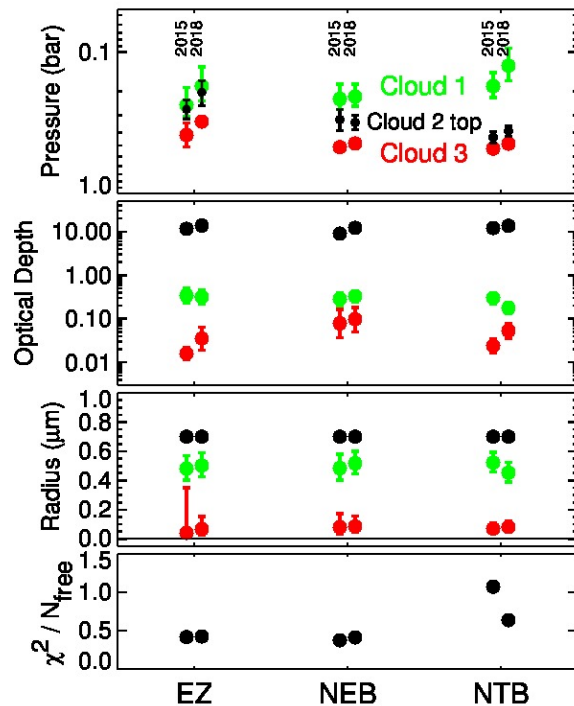 2015
2018
2015
2018
2015
2018
Pressure (bar)
0.1
1.0
Cloud 1
Cloud 2 top
Cloud 3
Optical Depth
10.00
1.00
0.10
0.01
Radius (μm)
1.0
0.8
0.6
0.4
0.2
0.0
χ² / N_free
1.5
1.0
0.5
0.0
EZ
NEB
NTB